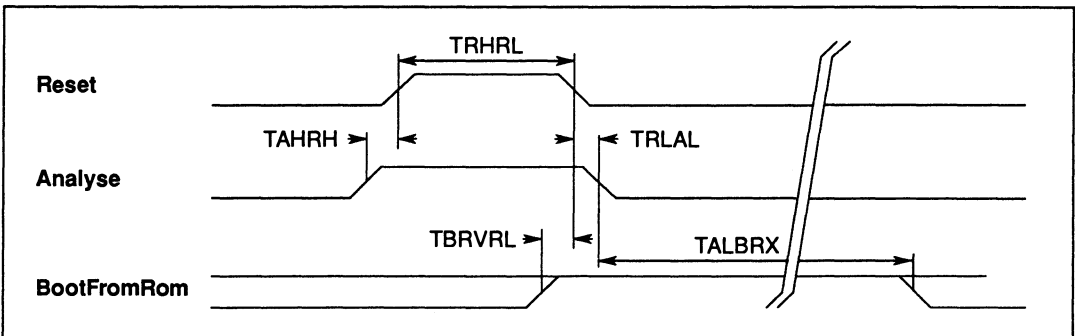 TRHRL
Reset
TAHRH TRLAL
Analyse
TBRVRL TALBRX
BootFromRom